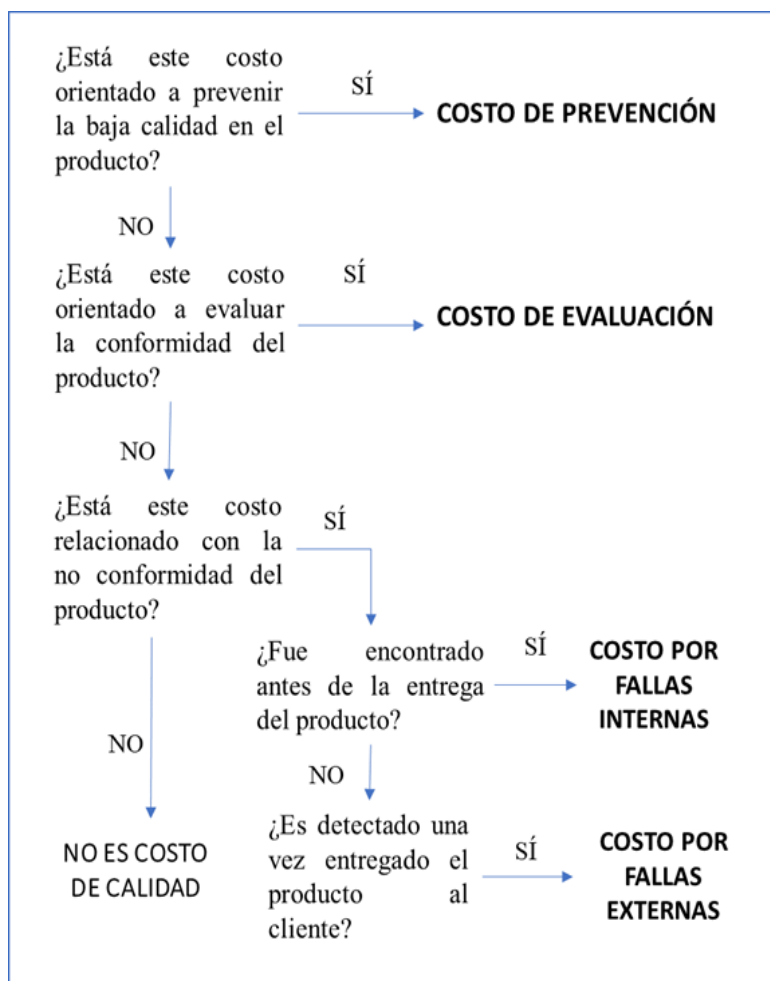 ¿Está este costo
orientado a prevenir
la baja calidad en el
producto?
SÍ
COSTO DE PREVENCIÓN
NO
¿Está este costo
orientado a evaluar
la conformidad del
producto?
SÍ
COSTO DE EVALUACIÓN
NO
¿Está este costo
relacionado con la
no conformidad del
producto?
SÍ
¿Fue encontrado
antes de la entrega
del producto?
SÍ
COSTO POR
FALLAS
INTERNAS
NO
NO
¿Es detectado una
vez entregado el
producto al
cliente?
SÍ
COSTO POR
FALLAS
EXTERNAS
NO ES COSTO
DE CALIDAD